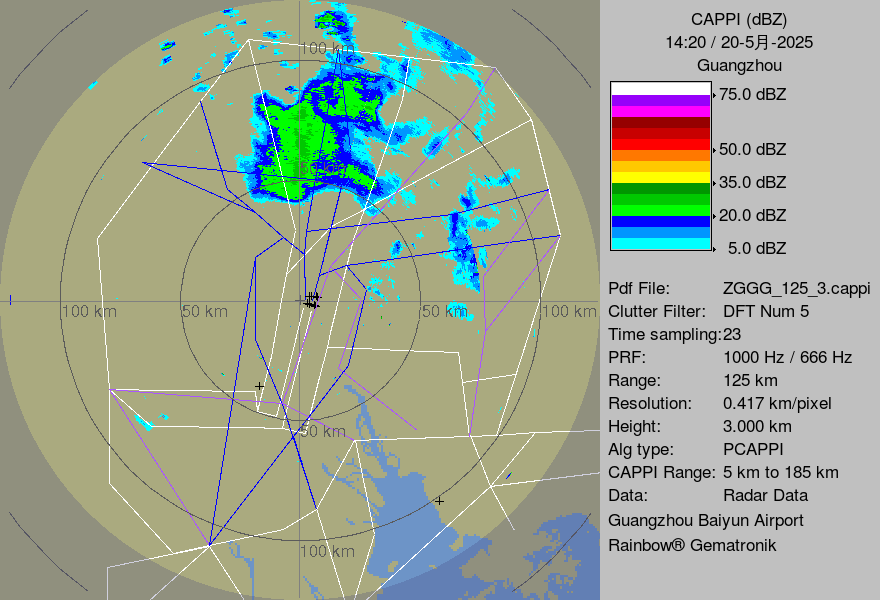 CAPPI (dBZ)
14:20 / 20-5月-2025
Guangzhou
75.0 dBZ
50.0 dBZ
35.0 dBZ
20.0 dBZ
5.0 dBZ
Pdf File: ZGGG_125_3.cappi
Clutter Filter: DFT Num 5
Time sampling:23
PRF: 1000 Hz / 666 Hz
Range: 125 km
Resolution: 0.417 km/pixel
Height: 3.000 km
Alg type: PCAPPI
CAPPI Range: 5 km to 185 km
Data: Radar Data
Guangzhou Baiyun Airport
Rainbow® Gematronik
100 km
50 km
100 km
50 km
50 km
100 km
50 km
100 km